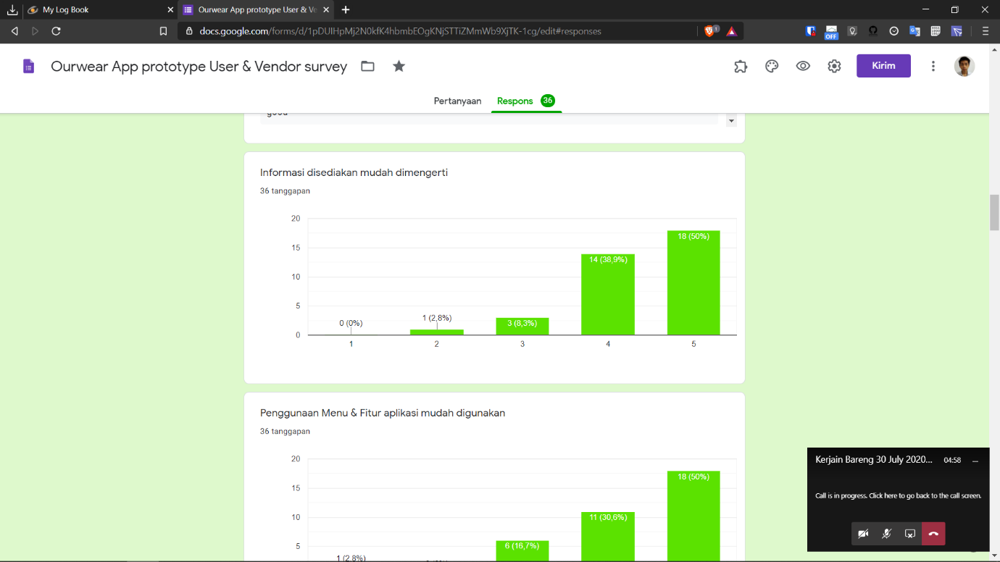 My Log Book
Ourwear App prototype User & Ve
docs.google.com/forms/d/1pDUlHpMj2N0kfK4hbmbEOgKNjSTTiZMmWb9XjTK-1cg/edit#responses
1
OFF
Ourwear App prototype User & Vendor survey
Kirim
Pertanyaan
Respons 36
good
Informasi disediakan mudah dimengerti
36 tanggapan
20
15
10
5
0
0 (0%)
1 (2,8%)
3 (8,3%)
14 (38,9%)
18 (50%)
1 2 3 4 5
Penggunaan Menu & Fitur aplikasi mudah digunakan
36 tanggapan
20
15
10
5
1 (2,8%)
6 (16,7%)
11 (30,6%)
18 (50%)
Kerjain Bareng 30 July 2020... 04:58
Call is in progress. Click here to go back to the call screen.